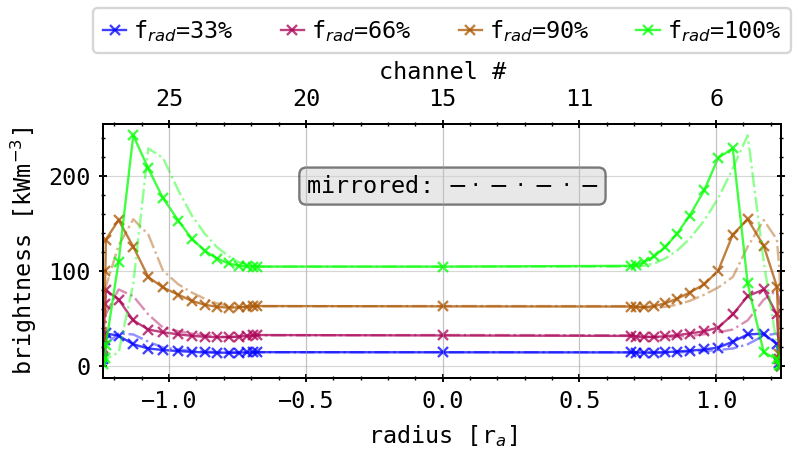 f_rad=33% f_rad=66% f_rad=90% f_rad=100%
channel #
25 20 15 11 6
brightness [kWm⁻³]
200
100
0
mirrored: —·—·—·—
−1.0 −0.5 0.0 0.5 1.0
radius [r_a]